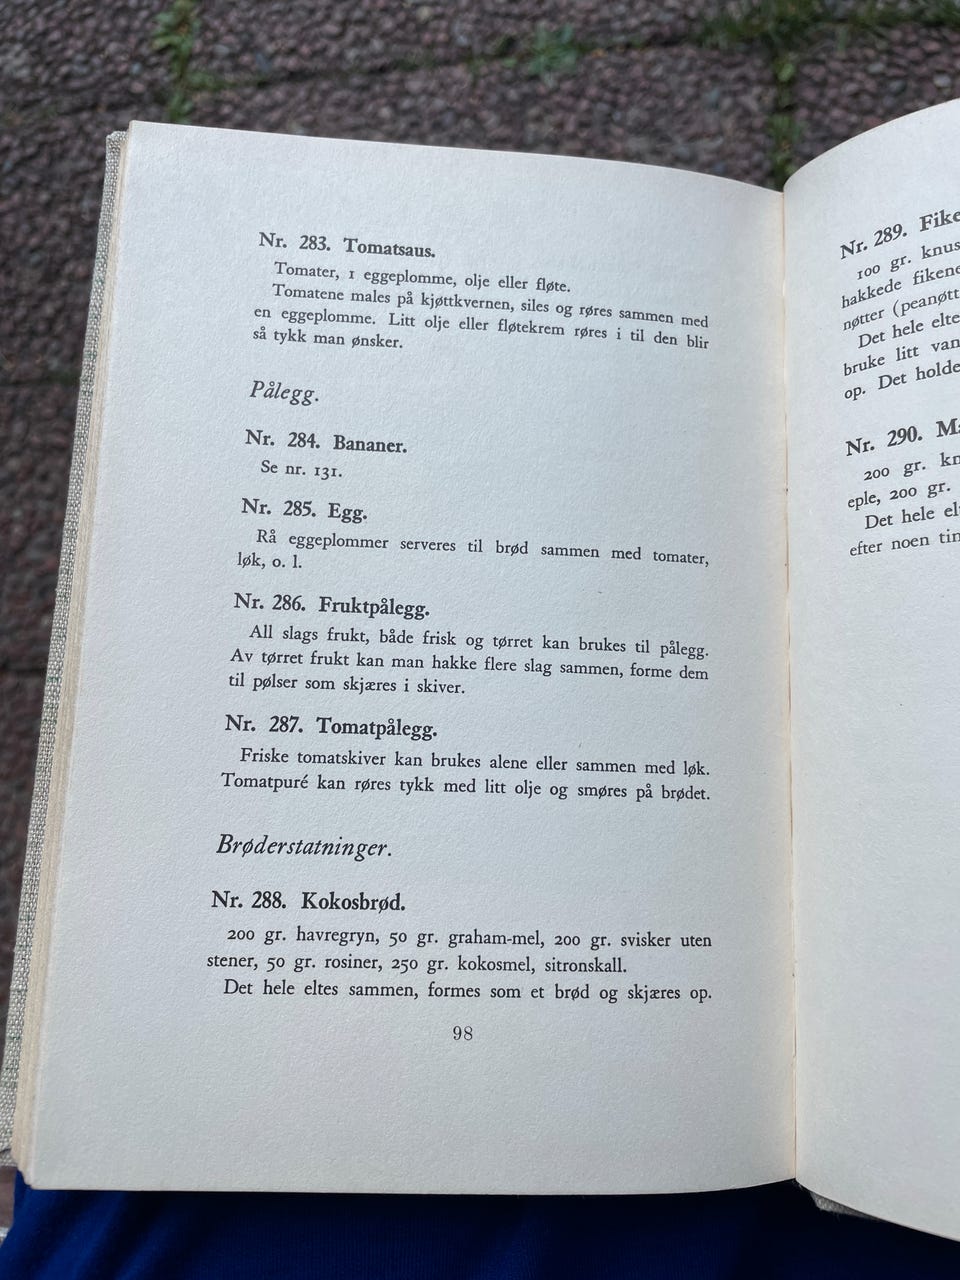 Nr. 283. Tomatsaus.
Tomater, 1 eggeplomme, olje eller fløte.
Tomatene males på kjøttkvernen, siles og røres sammen med
en eggeplomme. Litt olje eller fløtekrem røres i til den blir
så tykk man ønsker.
Pålegg.
Nr. 284. Bananer.
Se nr. 131.
Nr. 285. Egg.
Rå eggeplommer serveres til brød sammen med tomater,
løk, o. l.
Nr. 286. Fruktpålegg.
All slags frukt, både frisk og tørret kan brukes til pålegg.
Av tørret frukt kan man hakke flere slag sammen, forme dem
til pølser som skjæres i skiver.
Nr. 287. Tomatpålegg.
Friske tomatskiver kan brukes alene eller sammen med løk.
Tomatpuré kan røres tykk med litt olje og smøres på brødet.
Brøderstatninger.
Nr. 288. Kokosbrød.
200 gr. havregryn, 50 gr. graham-mel, 200 gr. svisker uten
stener, 50 gr. rosiner, 250 gr. kokosmel, sitronskall.
Det hele eltes sammen, formes som et brød og skjæres op.
98
Nr. 289.
100 gr.
hakkede
nøtter
Det hele
bruke litt
op. Det
Nr. 290.
200 gr.
eple, 200 gr.
Det hele
efter noen